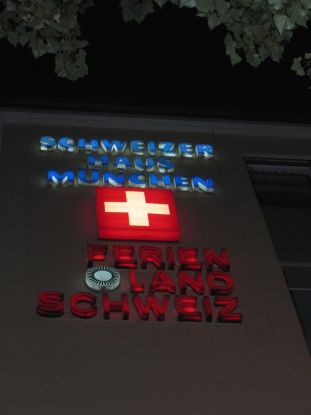 SCHWEIZER
HAUS
MÜNCHEN
FERIEN
LAND
SCHWEIZ